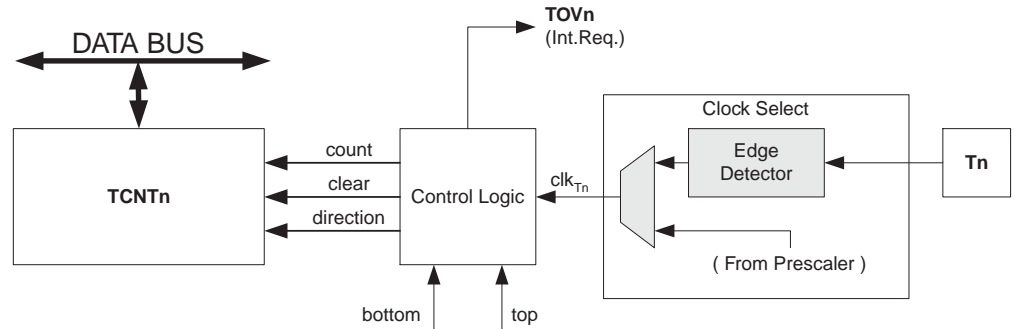 TOVn
(Int.Req.)
DATA BUS
Clock Select
count
Edge
Detector
Tn
TCNTn
clear
Control Logic
clkTn
direction
( From Prescaler )
bottom
top